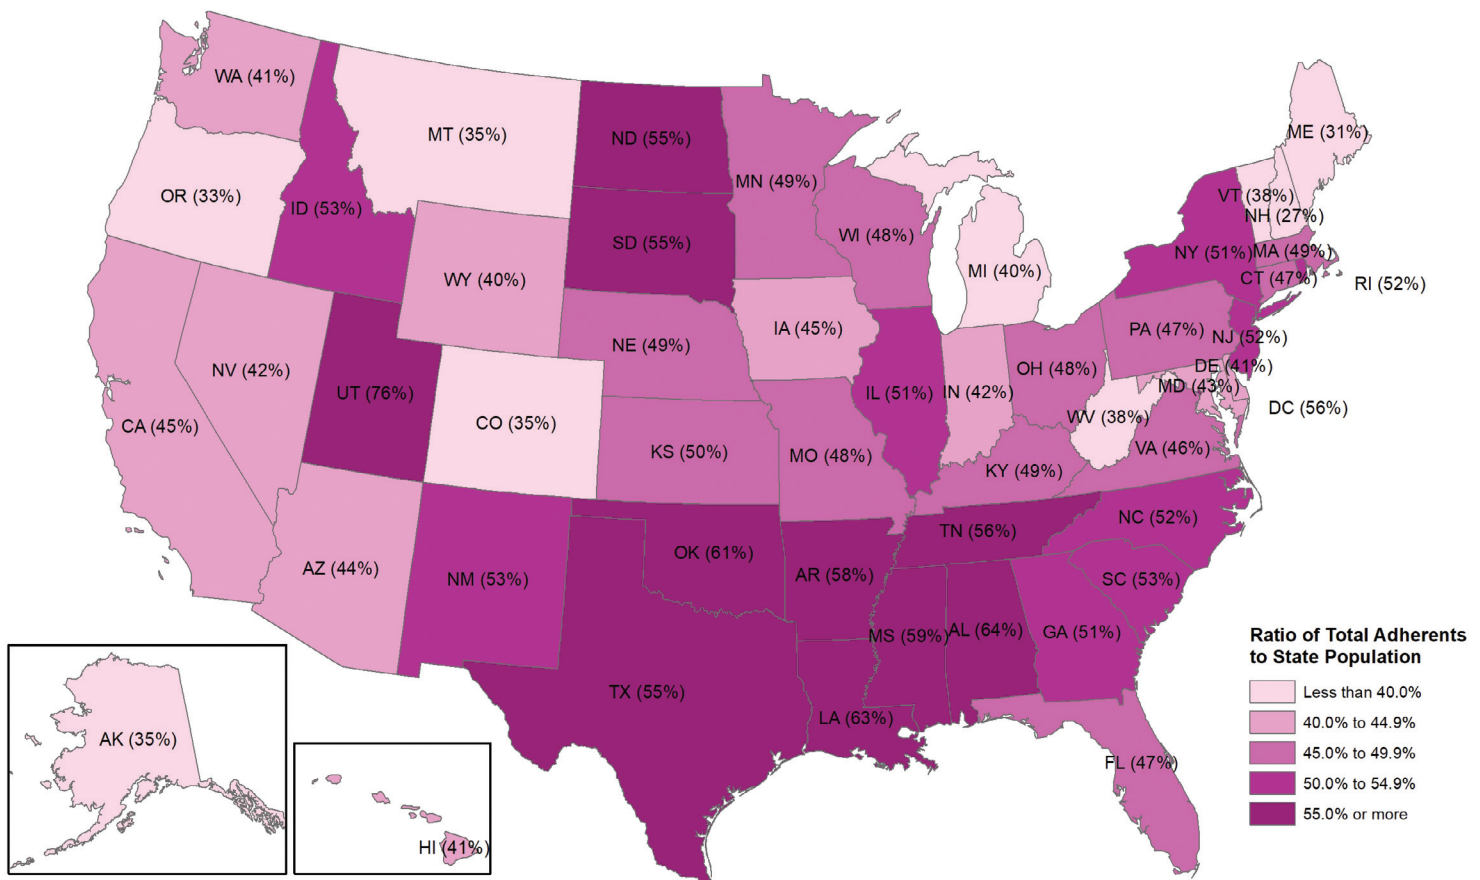 WA (41%)
MT (35%)
ND (55%)
MN (49%)
ME (31%)
OR (33%)
ID (53%)
VT (38%)
NH (27%)
SD (55%)
WI (48%)
WY (40%)
MI (40%)
NY (51%)
MA (49%)
CT (47%)
RI (52%)
IA (45%)
NE (49%)
PA (47%)
NJ (52%)
NV (42%)
UT (76%)
OH (48%)
DE (41%)
MD (43%)
DC (56%)
IL (51%)
IN (42%)
CA (45%)
CO (35%)
WV (38%)
KS (50%)
MO (48%)
KY (49%)
VA (46%)
NC (52%)
TN (56%)
AZ (44%)
NM (53%)
OK (61%)
AR (58%)
SC (53%)
MS (59%)
AL (64%)
GA (51%)
TX (55%)
LA (63%)
FL (47%)
AK (35%)
HI (41%)
Ratio of Total Adherents
to State Population
Less than 40.0%
40.0% to 44.9%
45.0% to 49.9%
50.0% to 54.9%
55.0% or more